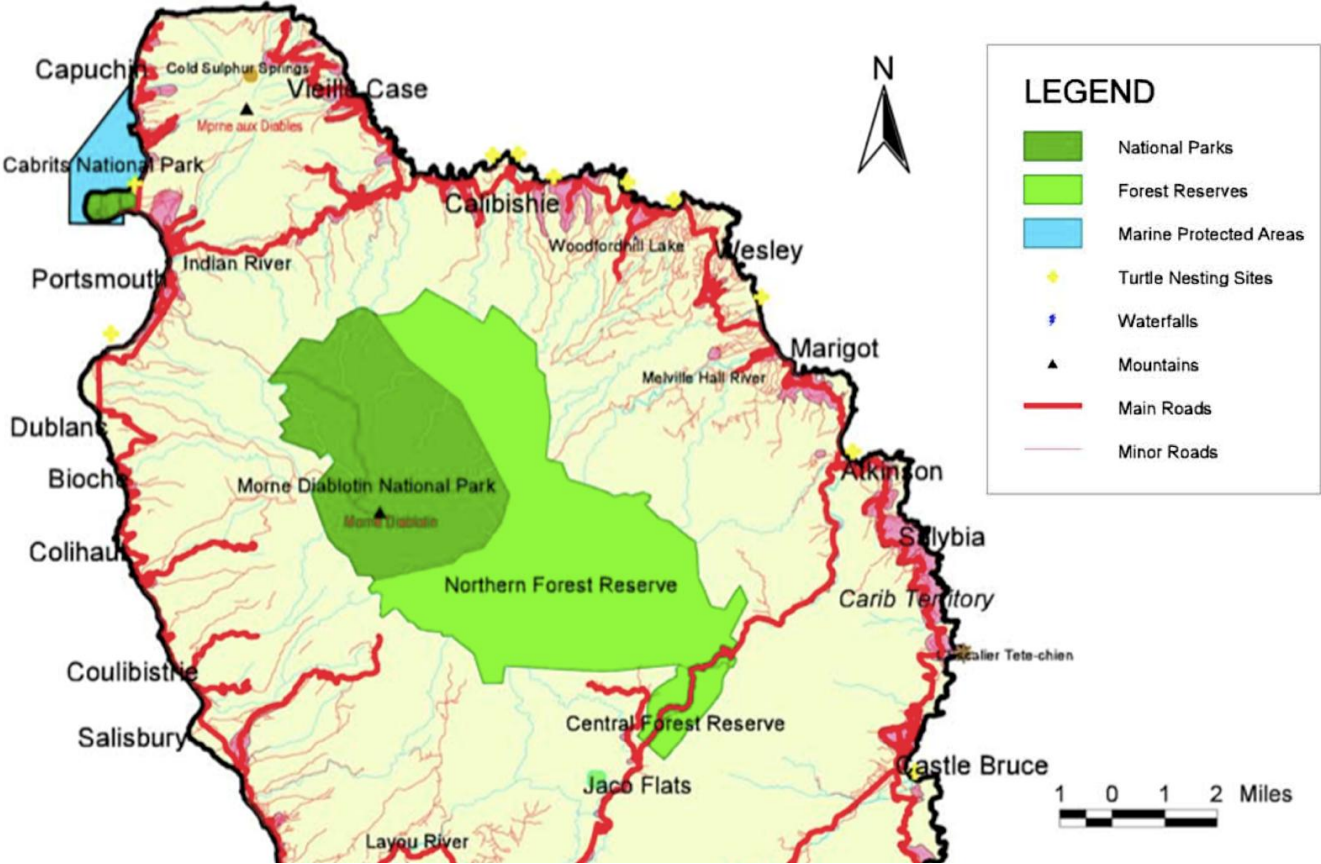 Capuchin
Cold Sulphur Springs
Vieille Case
Morne aux Diables
Cabrits National Park
Calibishie
Woodfordhill Lake
Wesley
Indian River
Portsmouth
Marigot
Melville Hall River
Dublanc
Atkinson
Bioche
Morne Diablotin National Park
Morne Diablotin
Salybia
Colihaut
Northern Forest Reserve
Carib Territory
L'Escalier Tete-chien
Coulibistrie
Central Forest Reserve
Salisbury
Castle Bruce
Jaco Flats
Layou River
N
LEGEND
National Parks
Forest Reserves
Marine Protected Areas
Turtle Nesting Sites
Waterfalls
Mountains
Main Roads
Minor Roads
1 0 1 2 Miles